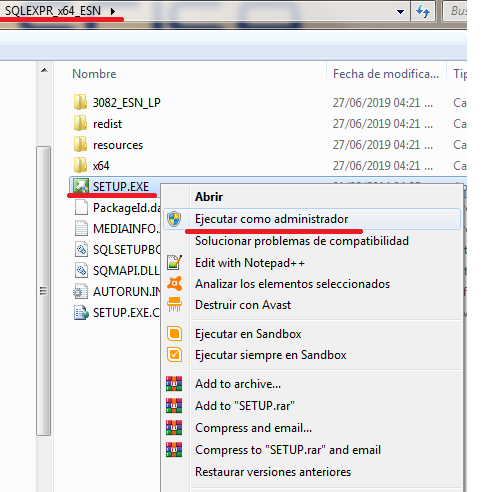 SQLEXPR_x64_ESN
Bus
Nombre Fecha de modifica... Tip
3082_ESN_LP 27/06/2019 04:21 ... Ca
redist 27/06/2019 04:21 ... Ca
resources 27/06/2019 04:21 ... Ca
x64 27/06/2019 04:21 ... Ca
SETUP.EXE
Abrir
PackageId.da
Ejecutar como administrador
MEDIAINFO.
Solucionar problemas de compatibilidad
SQLSETUPBO
Edit with Notepad++
SQMAPI.DLL
Analizar los elementos seleccionados
AUTORUN.IN
Destruir con Avast
SETUP.EXE.C
Ejecutar en Sandbox
Ejecutar siempre en Sandbox
Add to archive...
Add to "SETUP.rar"
Compress and email...
Compress to "SETUP.rar" and email
Restaurar versiones anteriores